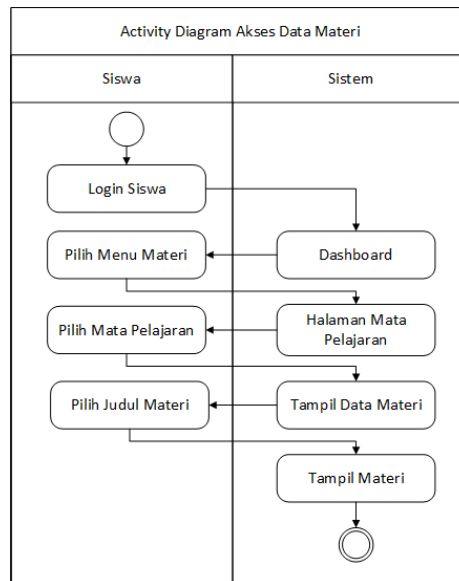 Activity Diagram Akses Data Materi
Siswa
Sistem
Login Siswa
Dashboard
Pilih Menu Materi
Halaman Mata
Pelajaran
Pilih Mata Pelajaran
Tampil Data Materi
Pilih Judul Materi
Tampil Materi